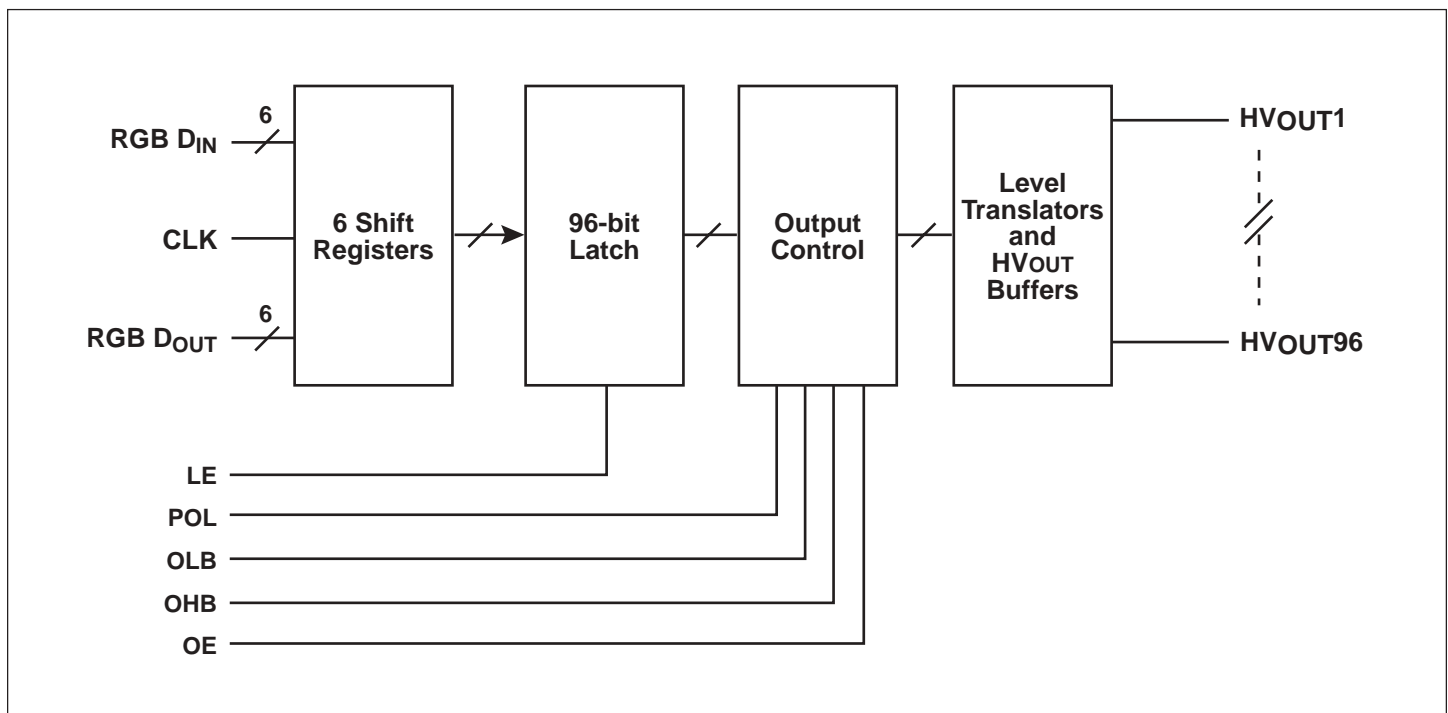 6
RGB DIN
CLK
6
RGB DOUT
6 Shift
Registers
96-bit
Latch
Output
Control
Level
Translators
and
HVOUT
Buffers
HVOUT1
HVOUT96
LE
POL
OLB
OHB
OE